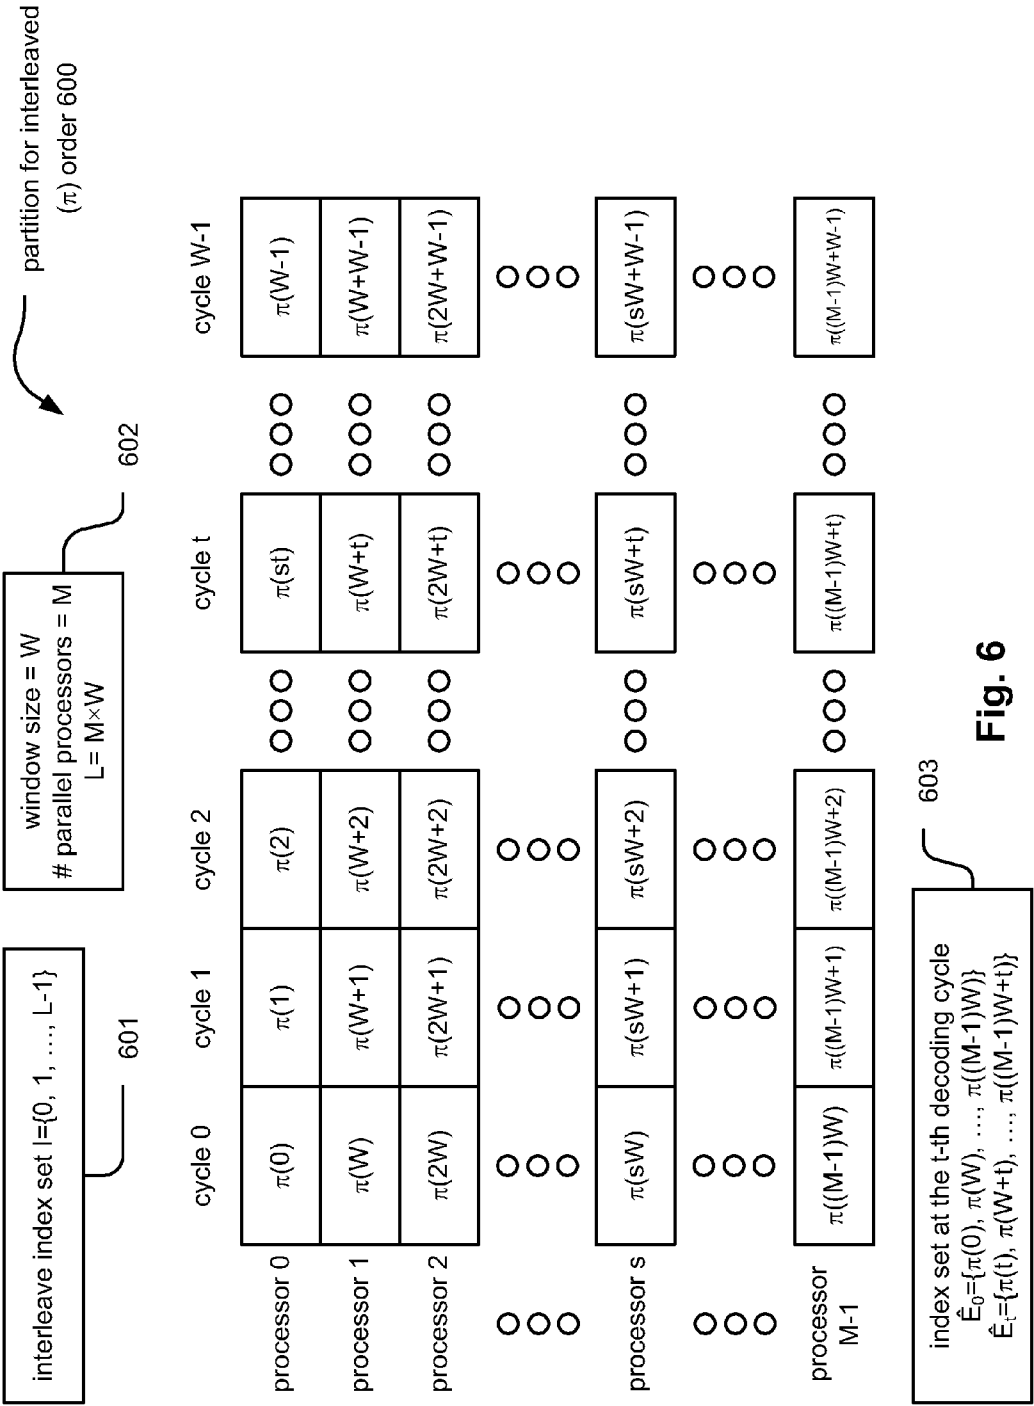 partition for interleaved
(π) order 600
interleave index set I={0, 1, …, L-1}
601
window size = W
# parallel processors = M
L= M×W
602
cycle 0 cycle 1 cycle 2 cycle t cycle W-1
processor 0 π(0) π(1) π(2) π(st) π(W-1)
processor 1 π(W) π(W+1) π(W+2) π(W+t) π(W+W-1)
processor 2 π(2W) π(2W+1) π(2W+2) π(2W+t) π(2W+W-1)
processor s π(sW) π(sW+1) π(sW+2) π(sW+t) π(sW+W-1)
processor
M-1
π((M-1)W) π((M-1)W+1) π((M-1)W+2) π((M-1)W+t) π((M-1)W+W-1)
index set at the t-th decoding cycle
Ê₀={π(0), π(W), …, π((M-1)W)}
Êₜ={π(t), π(W+t), …, π((M-1)W+t)}
603
Fig. 6